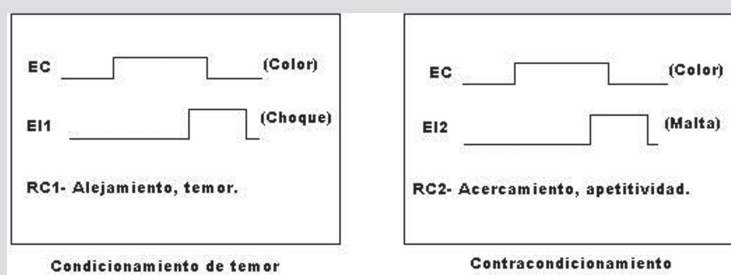 EC (Color)
EI1 (Choque)
RC1- Alejamiento, temor.
Condicionamiento de temor
EC (Color)
EI2 (Malta)
RC2- Acercamiento, apetitividad.
Contracondicionamiento